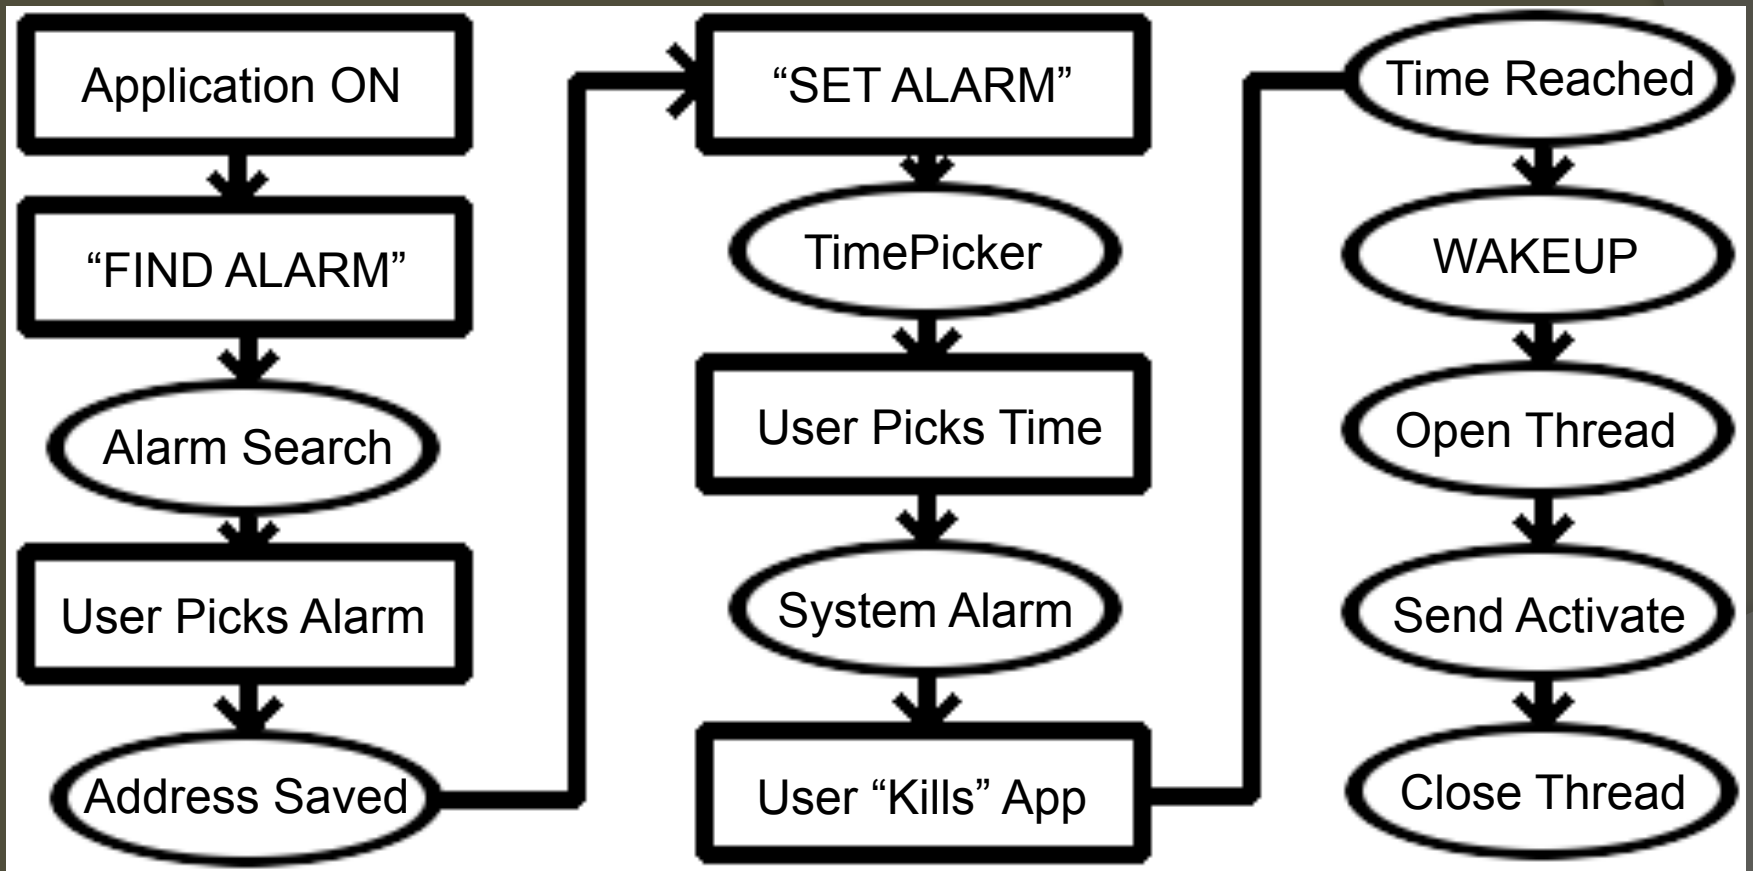 Application ON
“FIND ALARM”
Alarm Search
User Picks Alarm
Address Saved
“SET ALARM”
TimePicker
User Picks Time
System Alarm
User “Kills” App
Time Reached
WAKEUP
Open Thread
Send Activate
Close Thread